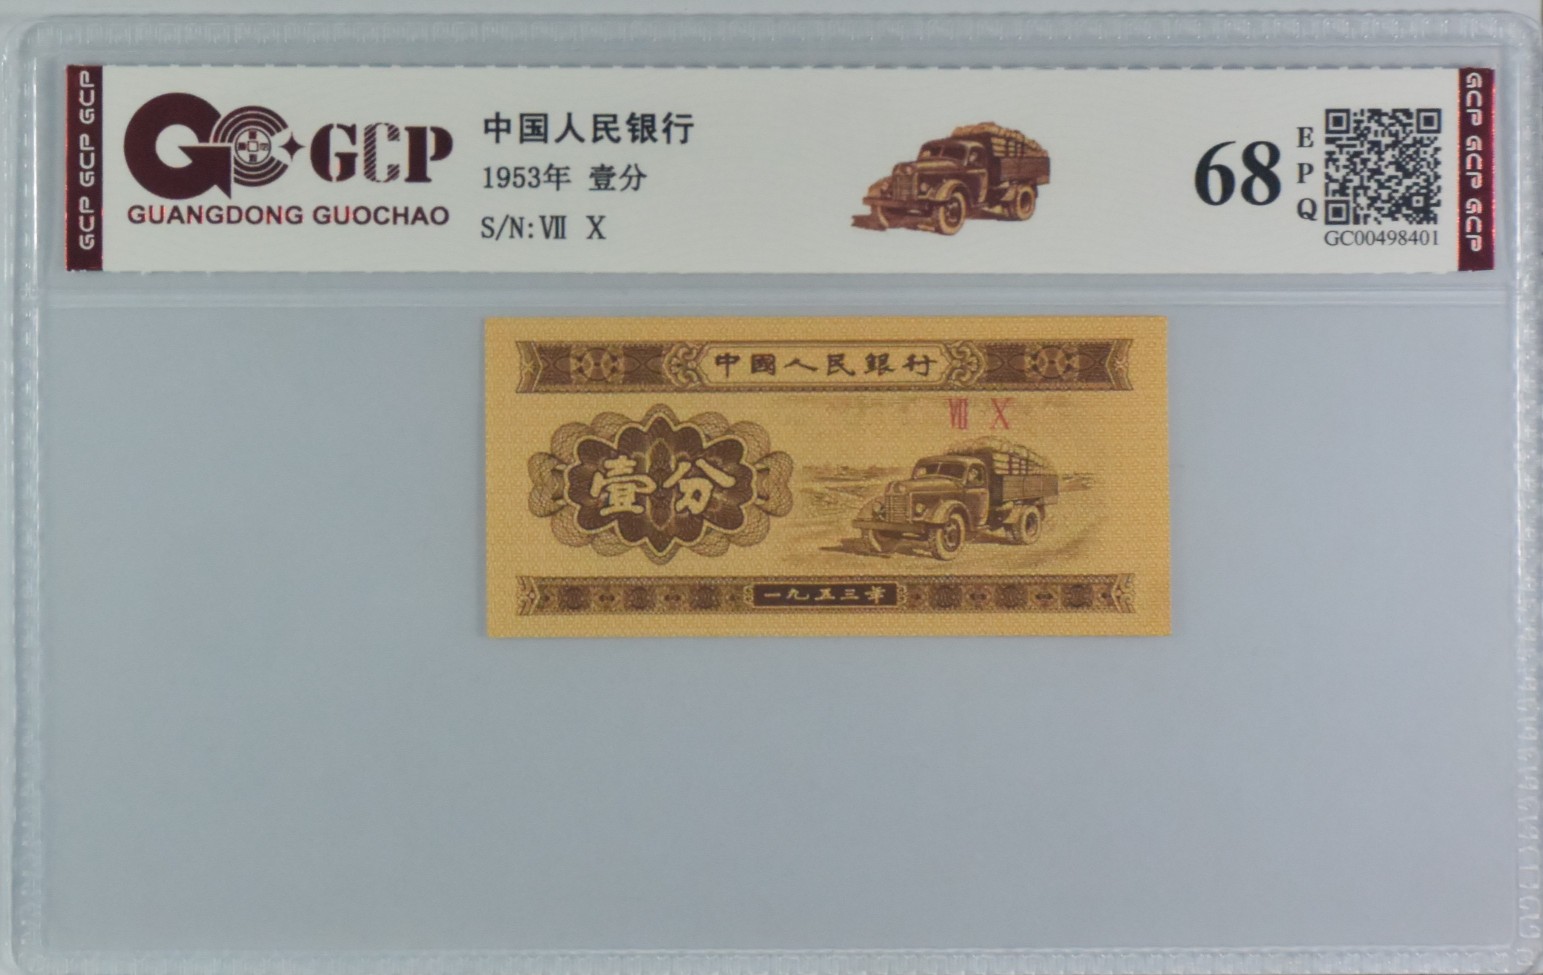 GCP GCP GCP
GCP
GUANGDONG GUOCHAO
中国人民银行
1953年 壹分
S/N:Ⅶ Ⅹ
68
EPQ
GC00498401
GCP GCP GCP
中國人民銀行
Ⅶ Ⅹ
壹分
一九五三年